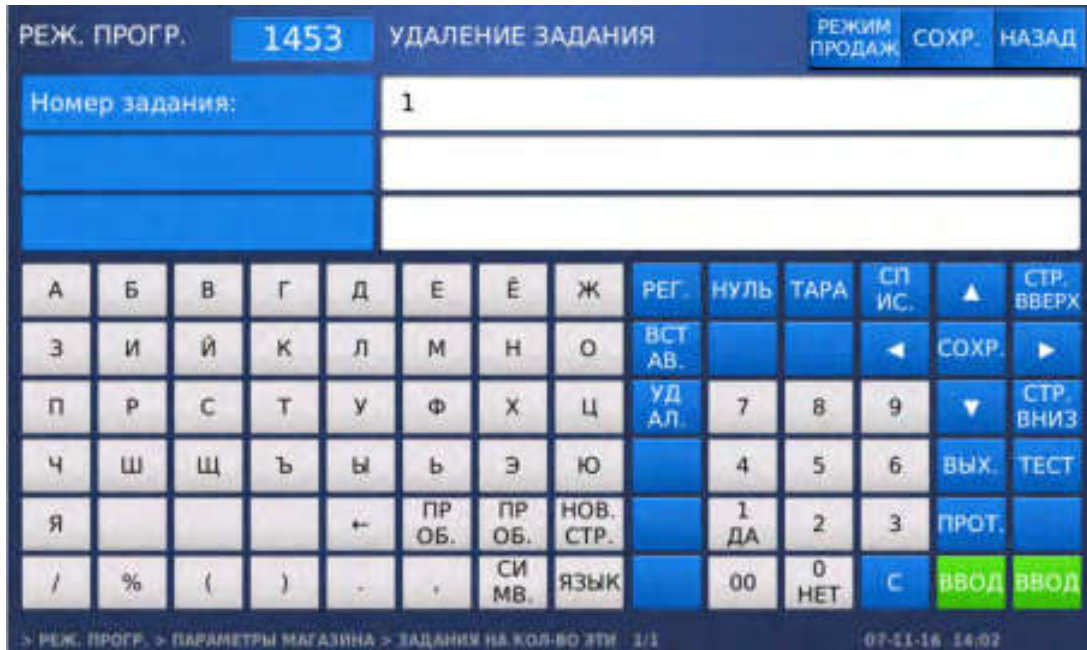 РЕЖ. ПРОГР. 1453 УДАЛЕНИЕ ЗАДАНИЯ РЕЖИМ ПРОДАЖ СОХР. НАЗАД
Номер задания: 1
А Б В Г Д Е Ё Ж РЕГ. НУЛЬ ТАРА СП ИС. ▲ СТР. ВВЕРХ
З И Й К Л М Н О ВСТ АВ. ◄ СОХР. ►
П Р С Т У Ф Х Ц УД АЛ. 7 8 9 ▼ СТР. ВНИЗ
Ч Ш Щ Ъ Ы Ь Э Ю 4 5 6 ВЫХ. ТЕСТ
Я ← ПР ОБ. ПР ОБ. НОВ. СТР. 1 ДА 2 3 ПРОТ.
/ % ( ) . , СИ МВ. ЯЗЫК 00 0 НЕТ С ВВОД ВВОД
> РЕЖ. ПРОГР. > ПАРАМЕТРЫ МАГАЗИНА > ЗАДАНИЯ НА КОЛ-ВО ЭТИ 1/1 07-11-16 14:02